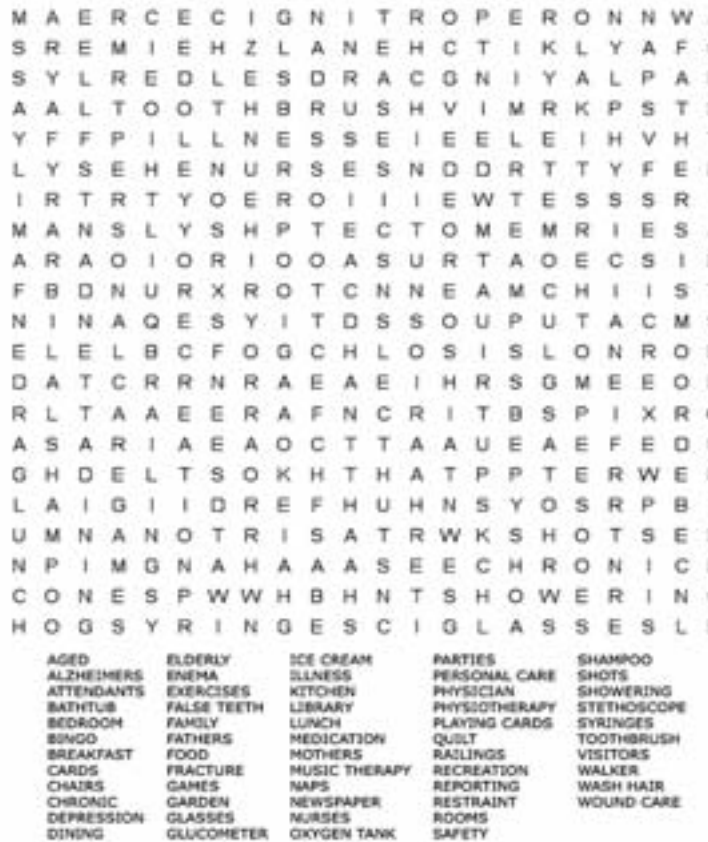 M A E R C E C I G N I T R O P E R O N N W
S R E M I E H Z L A N E H C T I K L Y A F
S Y L R E D L E S D R A C G N I Y A L P A
A A L T O O T H B R U S H V I M R K P S T
Y F F P I L L N E S S E I E E L E I H V H
L Y S E H E N U R S E S N D D R T T Y F E
I R T R T Y O E R O I I I E W T E S S S R
M A N S L Y S H P T E C T O M E M R I E S
A R A O I O R I O O A S U R T A O E C S I
F B D N U R X R O T C N N E A M C H I I S
N I N A Q E S Y I T D S S O U P U T A C M
E L E L B C F O G C H L O S I S L O N R O
D A T C R R N R A E A E I H R S G M E E O
R L T A A E E R A F N C R I T B S P I X R
A S A R I A E A O C T T A A U E A E F E D
G H D E L T S O K H T H A T P P T E R W E
L A I G I I D R E F H U H N S Y O S R P B
U M N A N O T R I S A T R W K S H O T S E
N P I M G N A H A A A S E E C H R O N I C
C O N E S P W W H B H N T S H O W E R I N
H O G S Y R I N G E S C I G L A S S E S L
AGED ELDERLY ICE CREAM PARTIES SHAMPOO
ALZHEIMERS ENEMA ILLNESS PERSONAL CARE SHOTS
ATTENDANTS EXERCISES KITCHEN PHYSICIAN SHOWERING
BATHTUB FALSE TEETH LIBRARY PHYSIOTHERAPY STETHOSCOPE
BEDROOM FAMILY LUNCH PLAYING CARDS SYRINGES
BINGO FATHERS MEDICATION QUILT TOOTHBRUSH
BREAKFAST FOOD MOTHERS RAILINGS VISITORS
CARDS FRACTURE MUSIC THERAPY RECREATION WALKER
CHAIRS GAMES NAPS REPORTING WASH HAIR
CHRONIC GARDEN NEWSPAPER RESTRAINT WOUND CARE
DEPRESSION GLASSES NURSES ROOMS
DINING GLUCOMETER OXYGEN TANK SAFETY